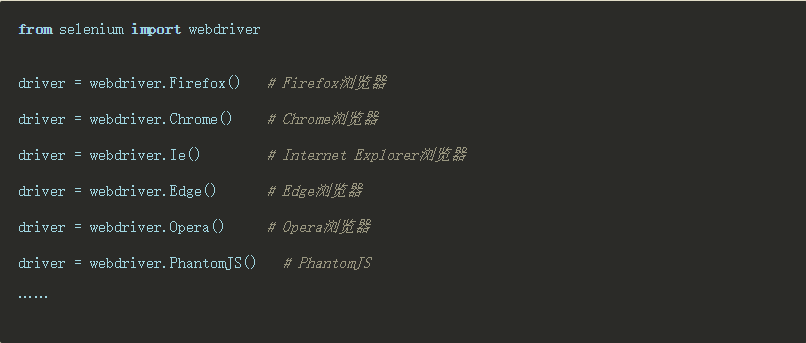 from selenium import webdriver
driver = webdriver.Firefox()   # Firefox浏览器
driver = webdriver.Chrome()    # Chrome浏览器
driver = webdriver.Ie()        # Internet Explorer浏览器
driver = webdriver.Edge()      # Edge浏览器
driver = webdriver.Opera()     # Opera浏览器
driver = webdriver.PhantomJS()   # PhantomJS
……